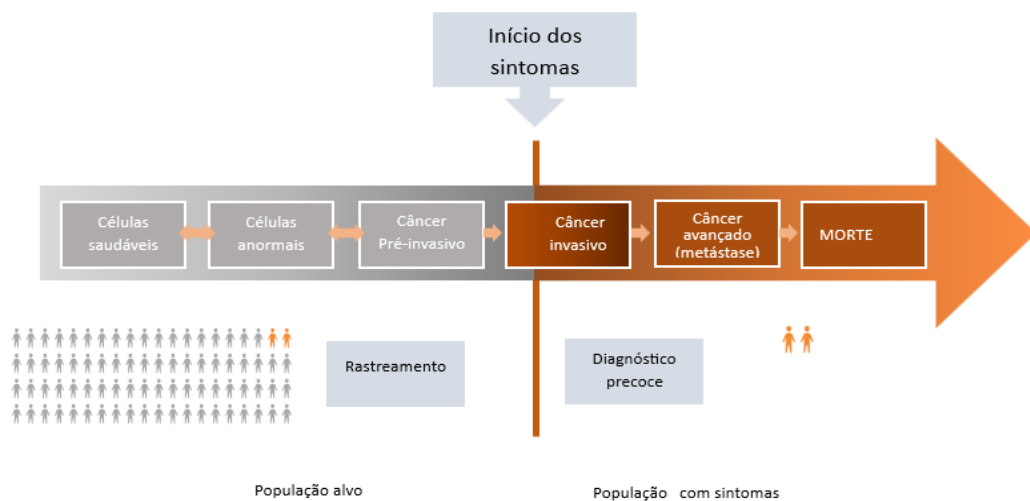 Início dos
sintomas
Células
saudáveis
Células
anormais
Câncer
Pré-invasivo
Câncer
invasivo
Câncer
avançado
(metástase)
MORTE
Rastreamento
Diagnóstico
precoce
População alvo
População com sintomas